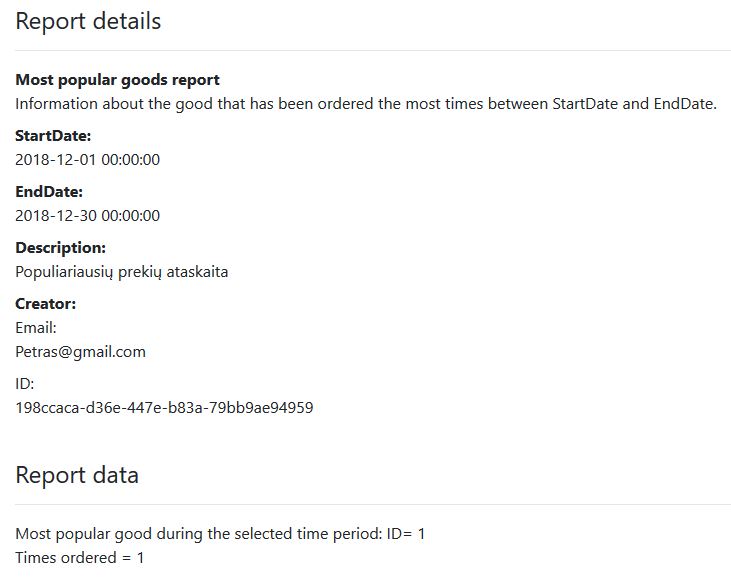 Report details
Most popular goods report
Information about the good that has been ordered the most times between StartDate and EndDate.
StartDate:
2018-12-01 00:00:00
EndDate:
2018-12-30 00:00:00
Description:
Populiariausių prekių ataskaita
Creator:
Email:
Petras@gmail.com
ID:
198ccaca-d36e-447e-b83a-79bb9ae94959
Report data
Most popular good during the selected time period: ID= 1
Times ordered = 1